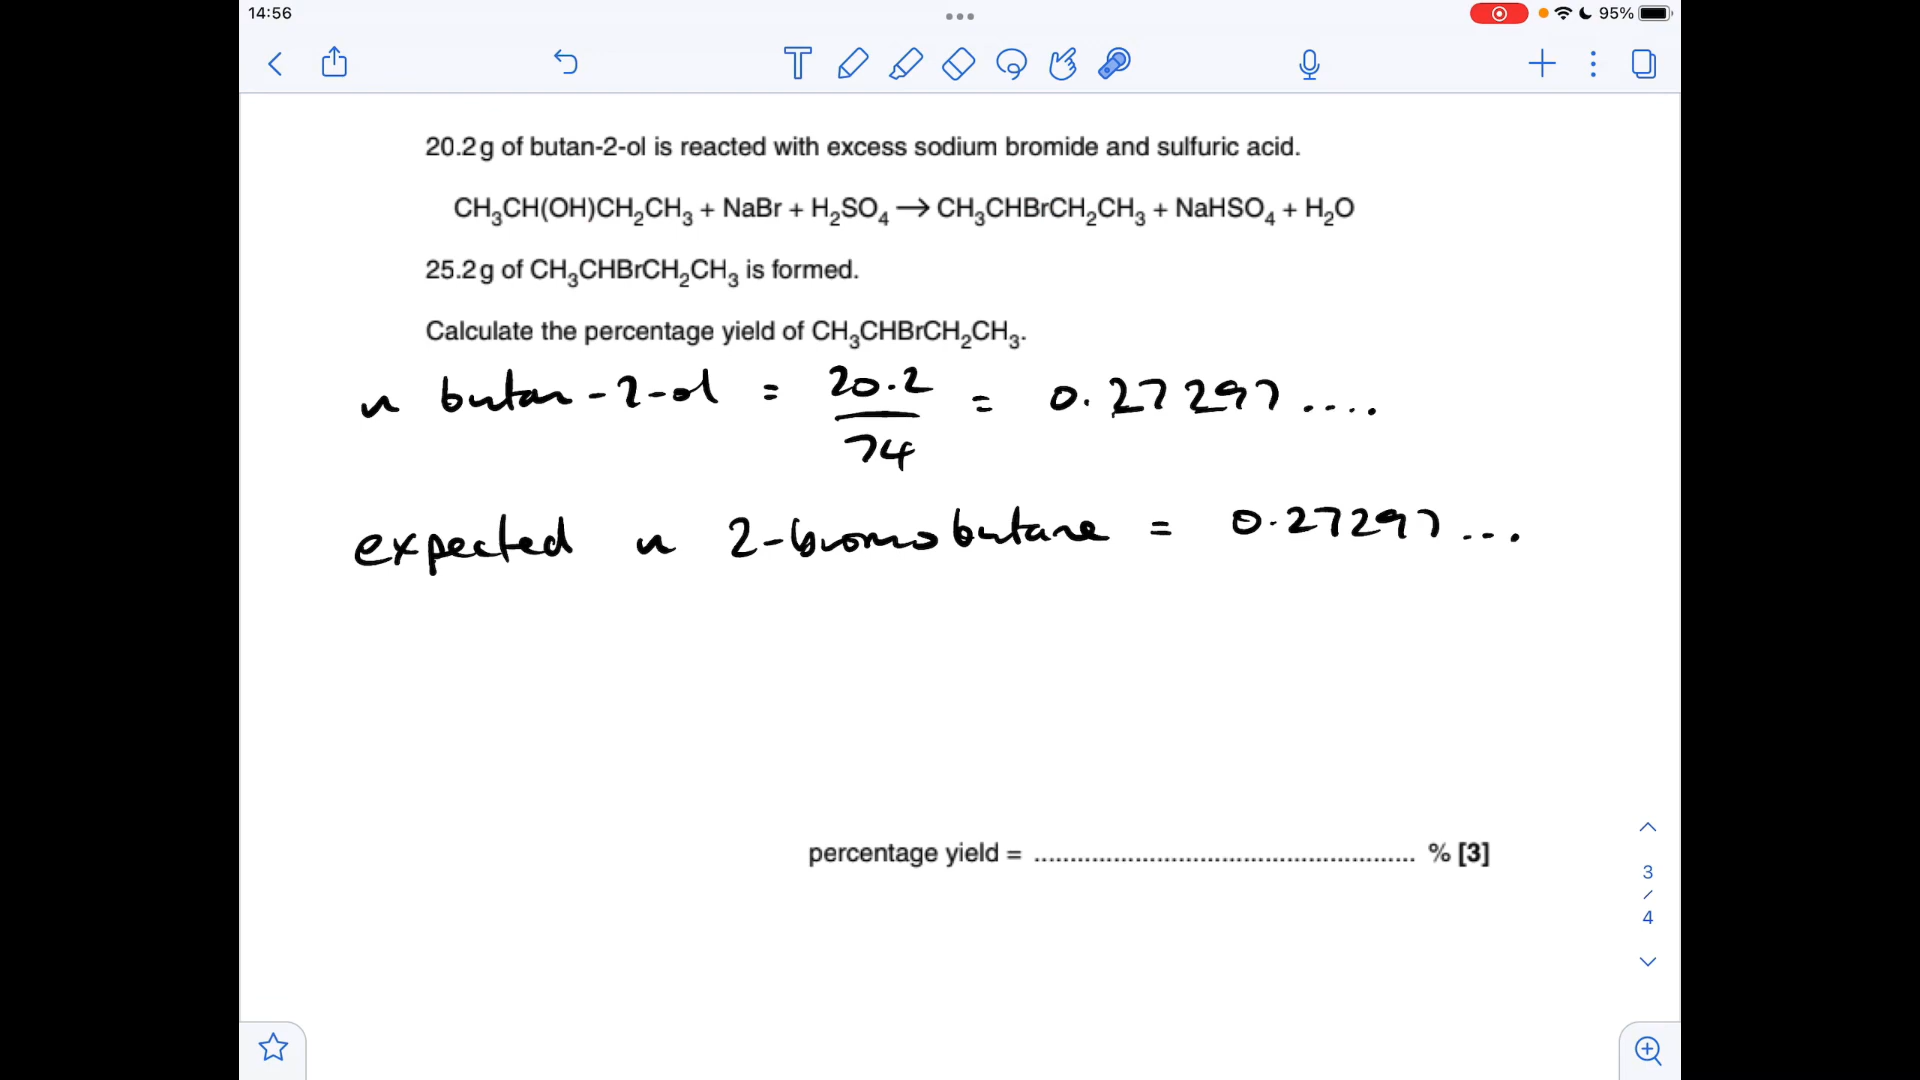 14:56
95%
20.2 g of butan-2-ol is reacted with excess sodium bromide and sulfuric acid.
CH₃CH(OH)CH₂CH₃ + NaBr + H₂SO₄ → CH₃CHBrCH₂CH₃ + NaHSO₄ + H₂O
25.2 g of CH₃CHBrCH₂CH₃ is formed.
Calculate the percentage yield of CH₃CHBrCH₂CH₃.
n butan-2-ol = 20.2/74 = 0.27297....
expected n 2-bromobutane = 0.27297...
percentage yield = ...................................................... % [3]
3
/
4